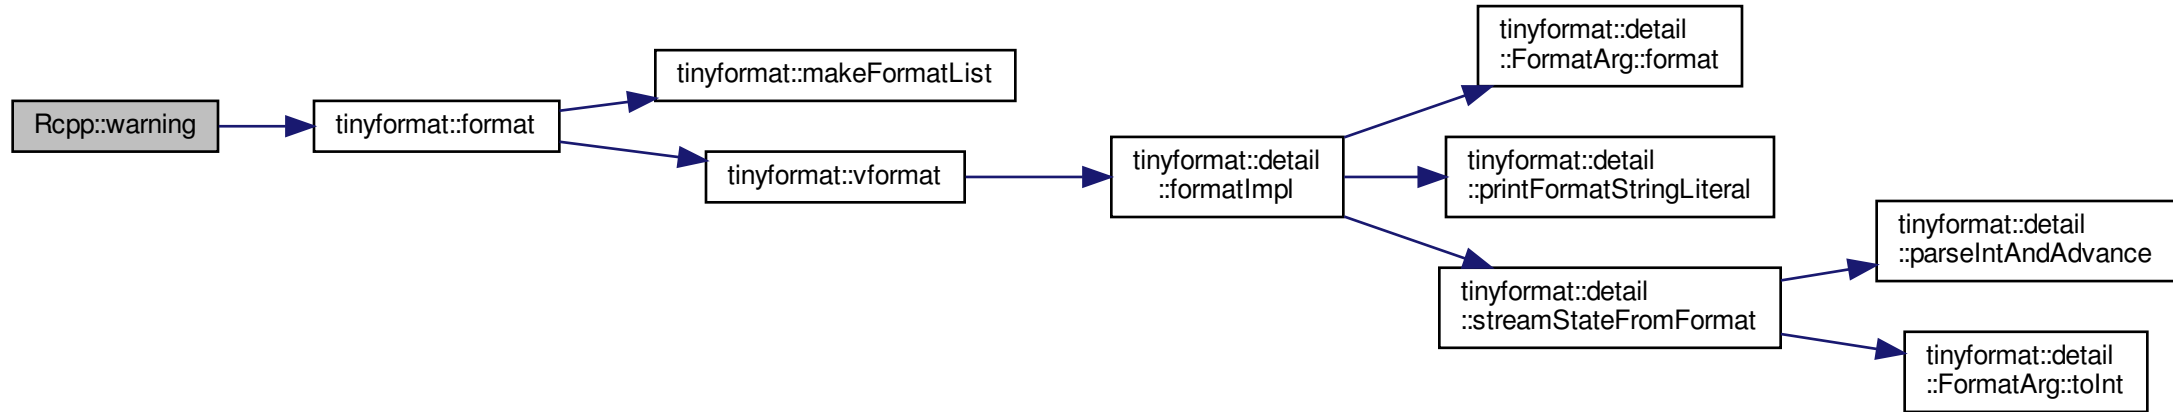 Rcpp::warning
tinyformat::format
tinyformat::makeFormatList
tinyformat::vformat
tinyformat::detail
::formatImpl
tinyformat::detail
::FormatArg::format
tinyformat::detail
::printFormatStringLiteral
tinyformat::detail
::streamStateFromFormat
tinyformat::detail
::parseIntAndAdvance
tinyformat::detail
::FormatArg::toInt